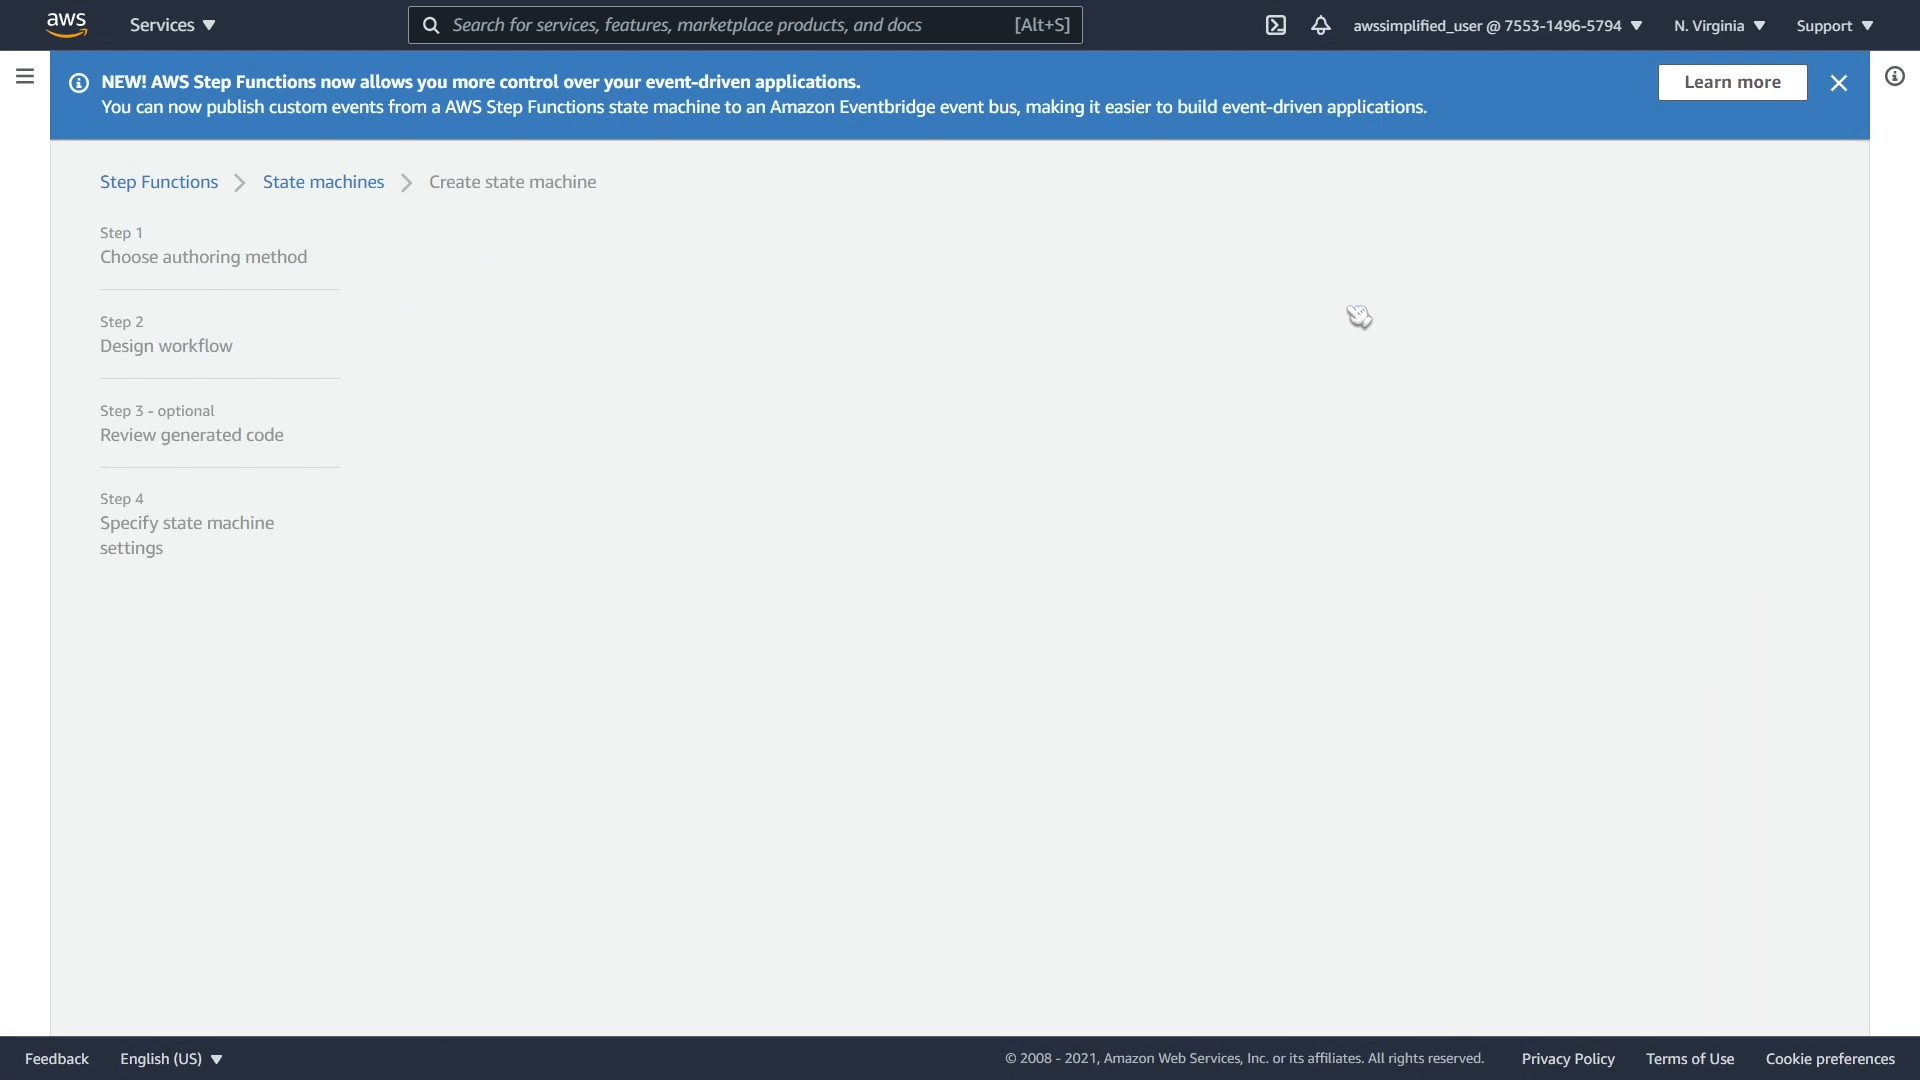 aws
Services
Search for services, features, marketplace products, and docs
[Alt+S]
awssimplified_user @ 7553-1496-5794
N. Virginia
Support
NEW! AWS Step Functions now allows you more control over your event-driven applications.
You can now publish custom events from a AWS Step Functions state machine to an Amazon Eventbridge event bus, making it easier to build event-driven applications.
Learn more
Step Functions
State machines
Create state machine
Step 1
Choose authoring method
Step 2
Design workflow
Step 3 - optional
Review generated code
Step 4
Specify state machine
settings
Feedback
English (US)
© 2008 - 2021, Amazon Web Services, Inc. or its affiliates. All rights reserved.
Privacy Policy
Terms of Use
Cookie preferences